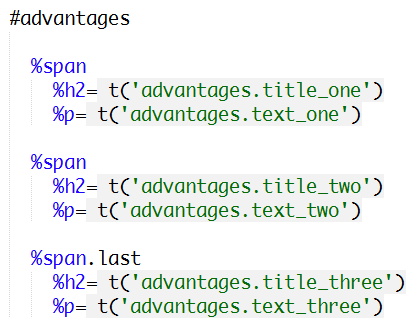 #advantages
%span
%h2= t('advantages.title_one')
%p= t('advantages.text_one')
%span
%h2= t('advantages.title_two')
%p= t('advantages.text_two')
%span.last
%h2= t('advantages.title_three')
%p= t('advantages.text_three')